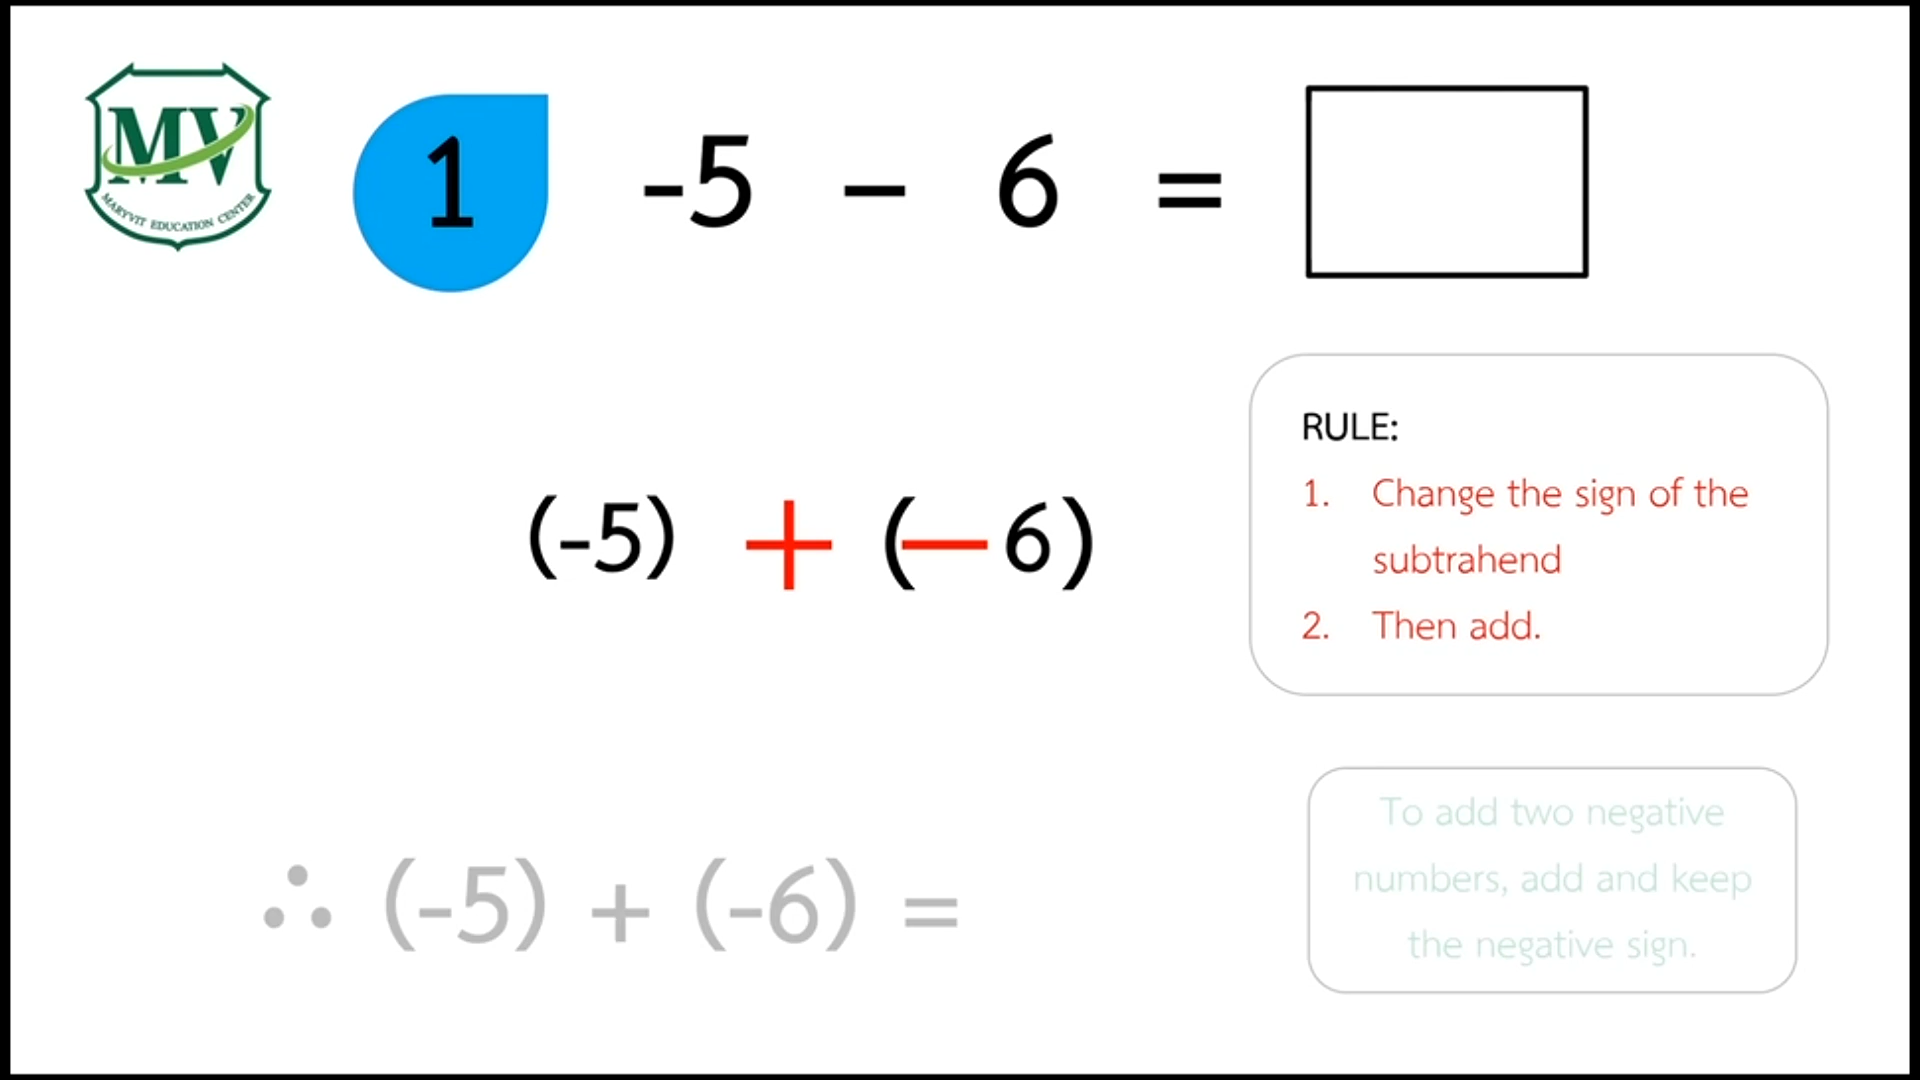 MV
MARYVIT EDUCATION CENTER
1 -5 – 6 =
(-5) + (–6)
RULE:
1. Change the sign of the
subtrahend
2. Then add.
∴ (-5) + (-6) =
To add two negative
numbers, add and keep
the negative sign.